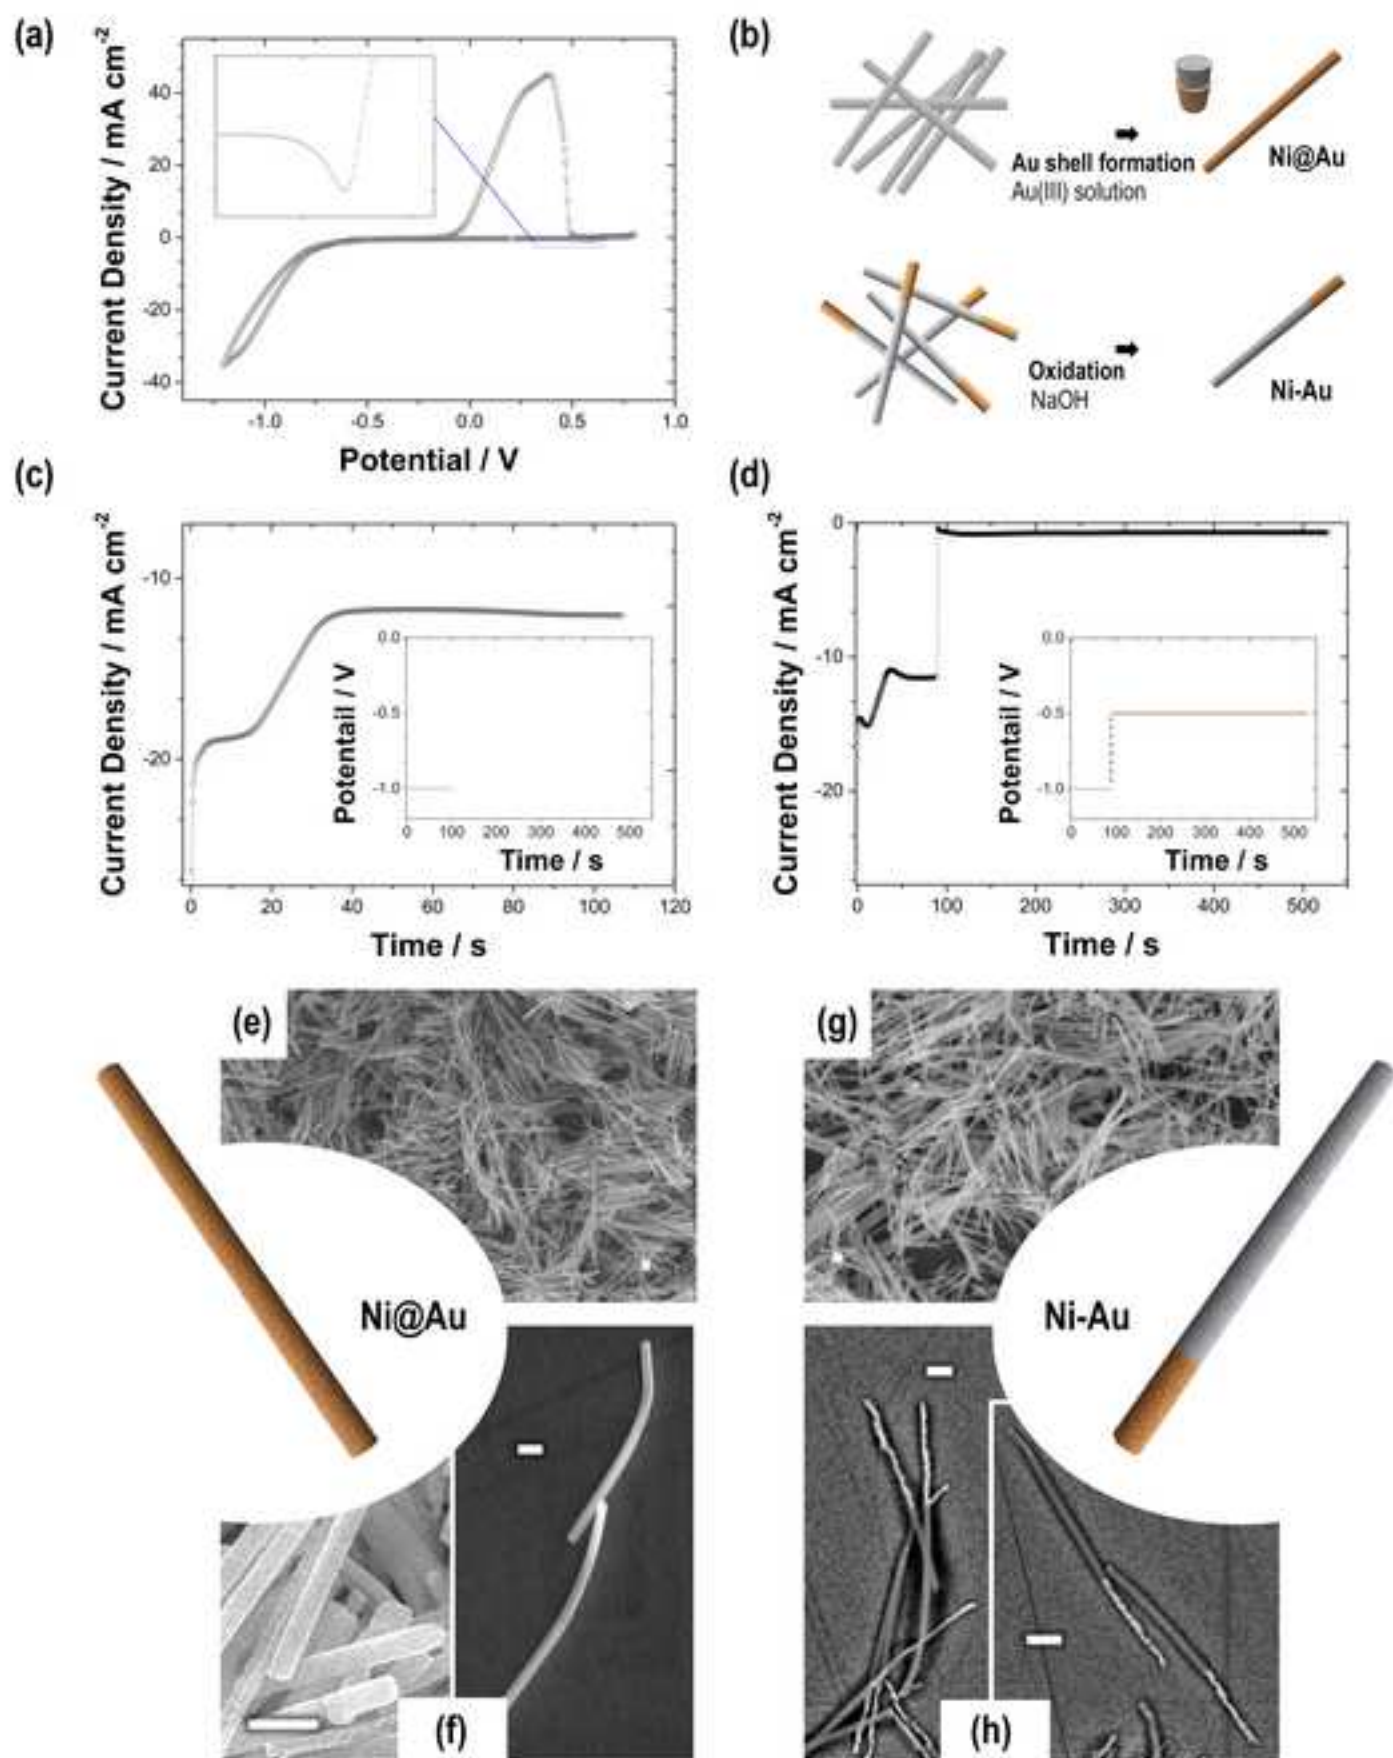 (a)
Current Density / mA cm-2
40
20
0
-20
-40
-1.0
-0.5
0.0
0.5
1.0
Potential / V
(b)
Au shell formation
Au(III) solution
Ni@Au
Oxidation
NaOH
Ni-Au
(c)
Current Density / mA cm-2
-10
-20
0
20
40
60
80
100
120
Time / s
Potentail / V
0.0
-0.5
-1.0
0
100
200
300
400
500
Time / s
(d)
Current Density / mA cm-2
0
-10
-20
0
100
200
300
400
500
Time / s
Potentail / V
0.0
-0.5
-1.0
0
100
200
300
400
500
Time / s
(e)
(g)
Ni@Au
Ni-Au
(f)
(h)